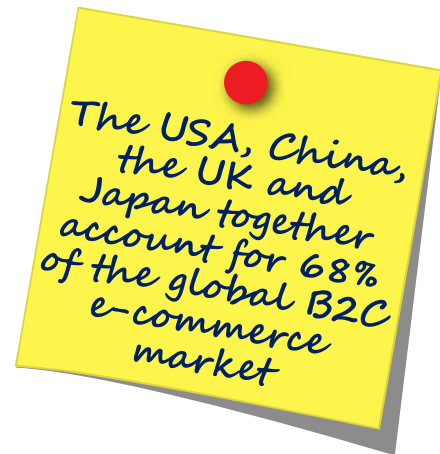 The USA, China,
the UK and
Japan together
account for 68%
of the global B2C
e-commerce
market